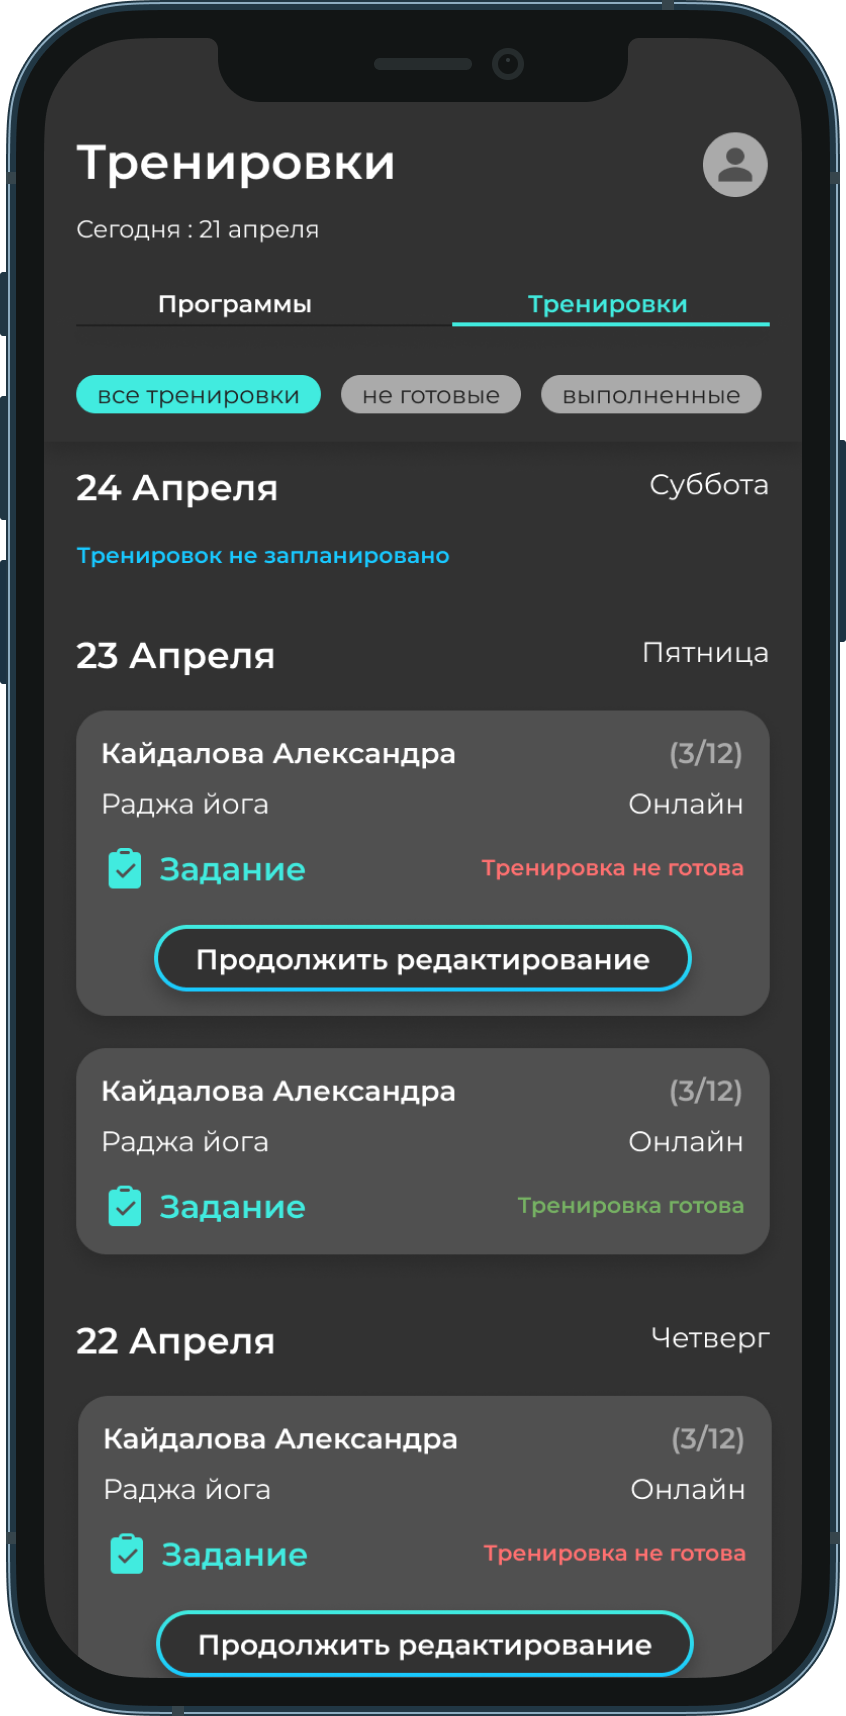 Тренировки
Сегодня : 21 апреля
Программы Тренировки
все тренировки не готовые выполненные
24 Апреля Суббота
Тренировок не запланировано
23 Апреля Пятница
Кайдалова Александра (3/12)
Раджа йога Онлайн
Задание Тренировка не готова
Продолжить редактирование
Кайдалова Александра (3/12)
Раджа йога Онлайн
Задание Тренировка готова
22 Апреля Четверг
Кайдалова Александра (3/12)
Раджа йога Онлайн
Задание Тренировка не готова
Продолжить редактирование